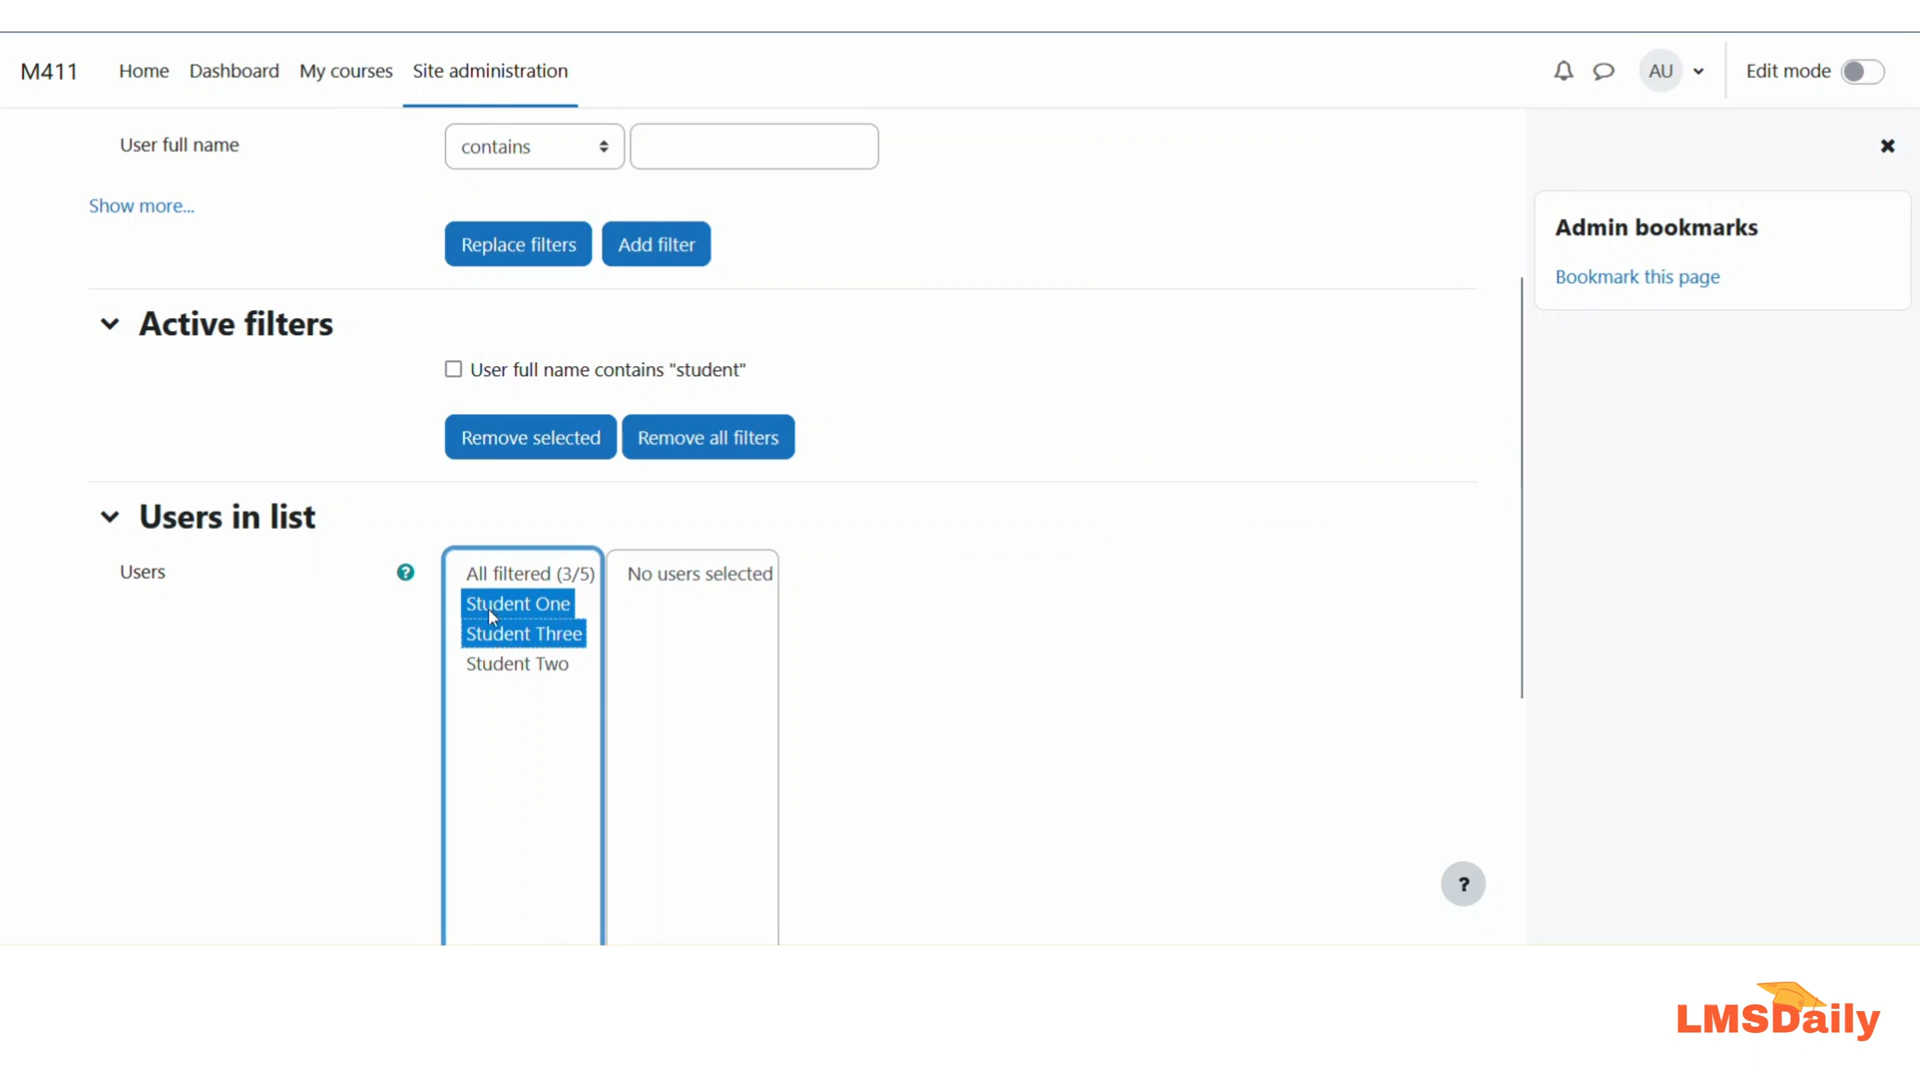 M411 Home Dashboard My courses Site administration AU Edit mode
User full name contains
Show more...
Replace filters Add filter
Admin bookmarks
Bookmark this page
Active filters
User full name contains "student"
Remove selected Remove all filters
Users in list
Users ? All filtered (3/5) No users selected
Student One
Student Three
Student Two
?
LMSDaily